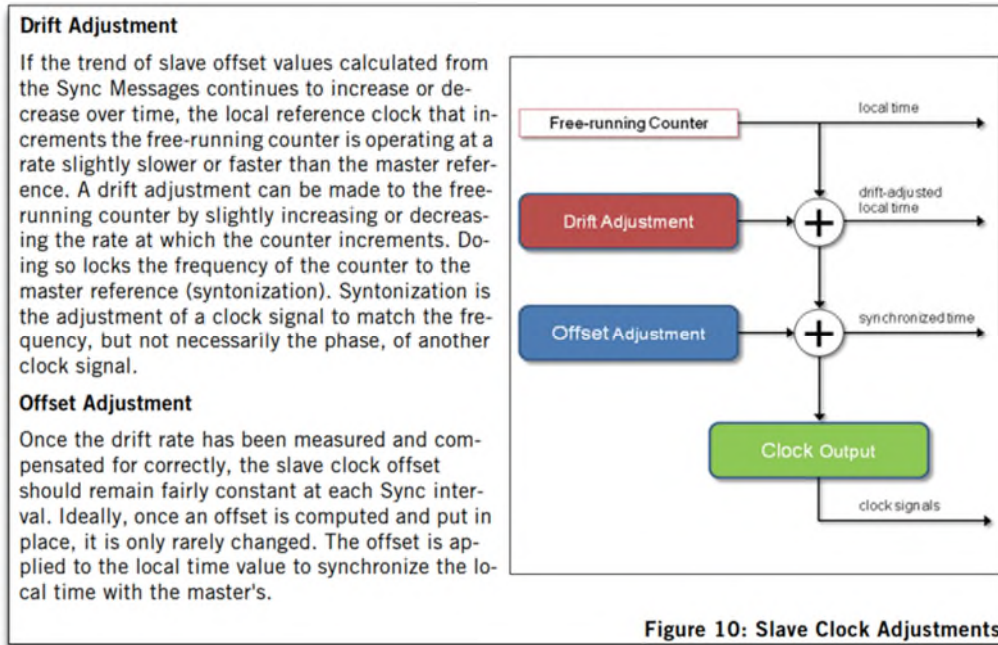 Drift Adjustment
If the trend of slave offset values calculated from
the Sync Messages continues to increase or de-
crease over time, the local reference clock that in-
crements the free-running counter is operating at a
rate slightly slower or faster than the master refer-
ence. A drift adjustment can be made to the free-
running counter by slightly increasing or decreas-
ing the rate at which the counter increments. Do-
ing so locks the frequency of the counter to the
master reference (syntonization). Syntonization is
the adjustment of a clock signal to match the fre-
quency, but not necessarily the phase, of another
clock signal.
Offset Adjustment
Once the drift rate has been measured and com-
pensated for correctly, the slave clock offset
should remain fairly constant at each Sync inter-
val. Ideally, once an offset is computed and put in
place, it is only rarely changed. The offset is ap-
plied to the local time value to synchronize the lo-
cal time with the master's.
Free-running Counter
local time
Drift Adjustment
+
drift-adjusted
local time
Offset Adjustment
+
synchronized time
Clock Output
clock signals
Figure 10: Slave Clock Adjustments